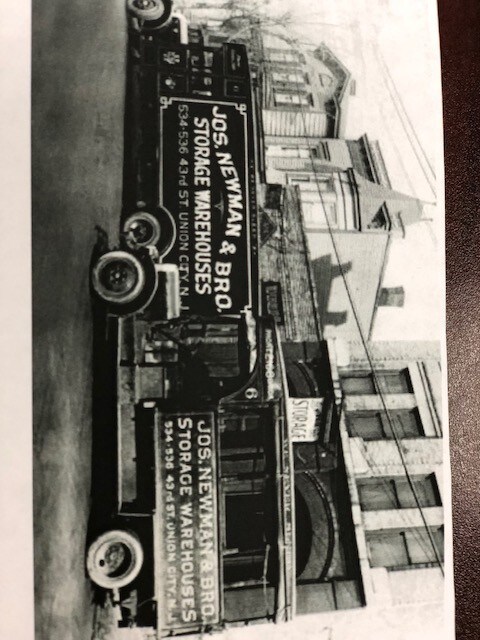 JOS. NEWMAN & BRO.
STORAGE WAREHOUSES
534-536 43rd ST. UNION CITY, N.J.
STORAGE
6
JOS. NEWMAN & BRO.
STORAGE WAREHOUSES
534-536 43rd ST. UNION CITY, N.J.